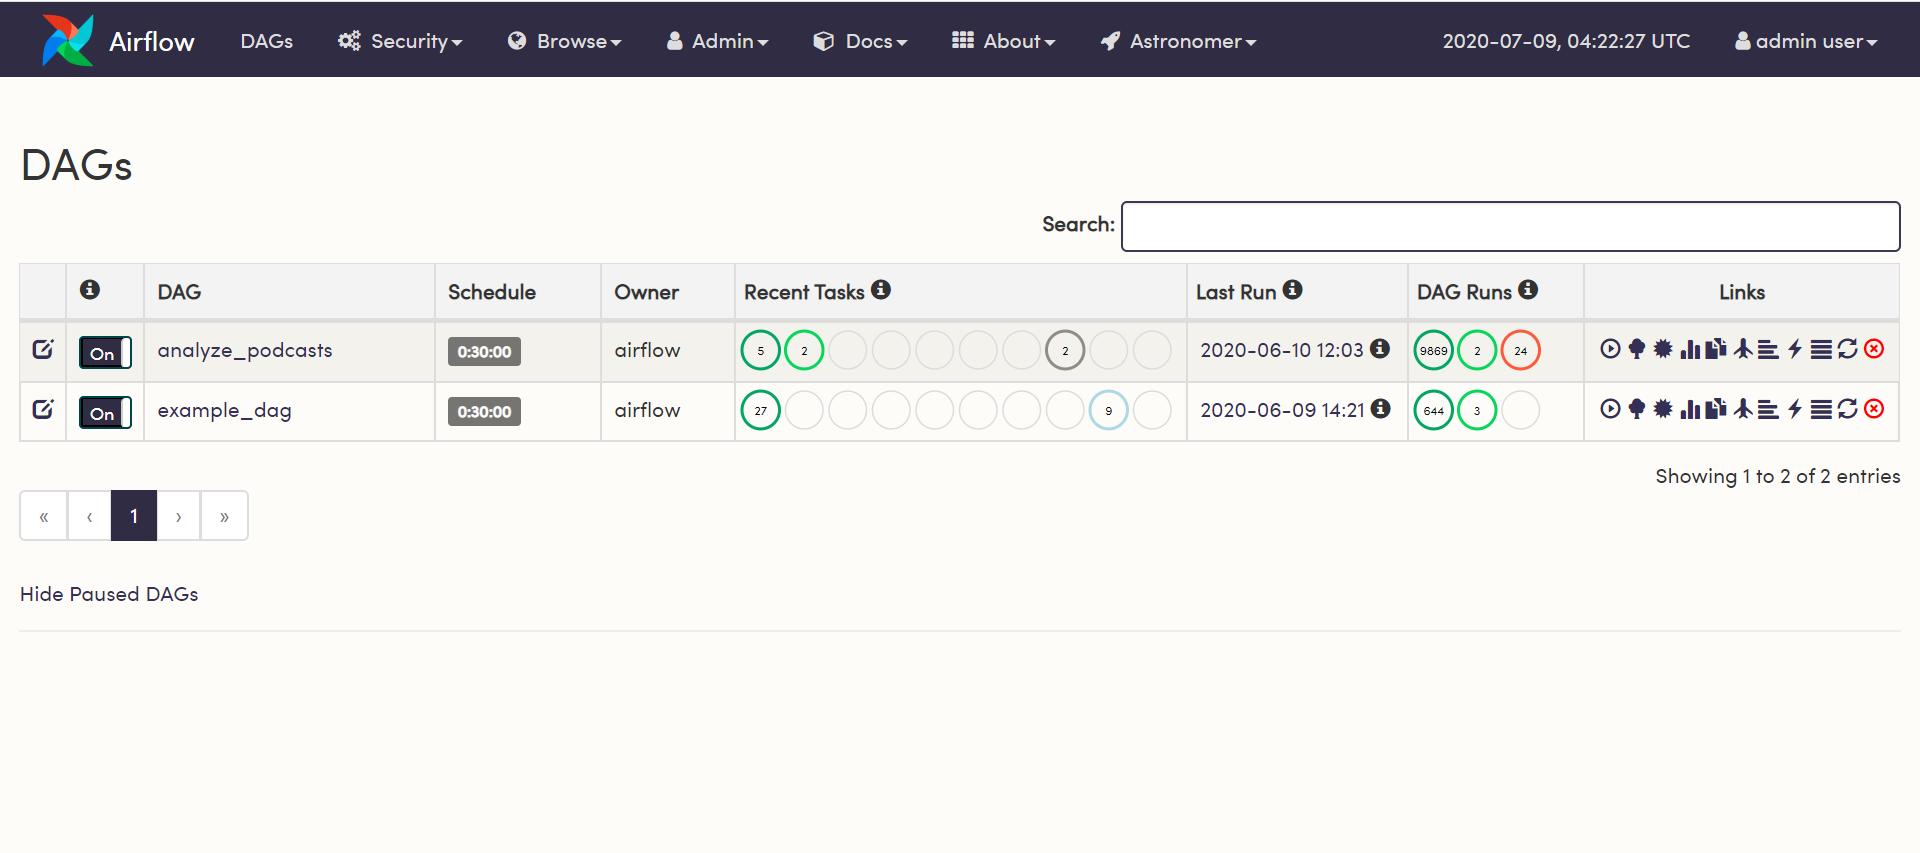 Airflow DAGs Security Browse Admin Docs About Astronomer 2020-07-09, 04:22:27 UTC admin user
DAGs
Search:
DAG Schedule Owner Recent Tasks Last Run DAG Runs Links
On analyze_podcasts 0:30:00 airflow 5 2 2 2020-06-10 12:03 9869 2 24
On example_dag 0:30:00 airflow 27 9 2020-06-09 14:21 644 3
Showing 1 to 2 of 2 entries
« ‹ 1 › »
Hide Paused DAGs